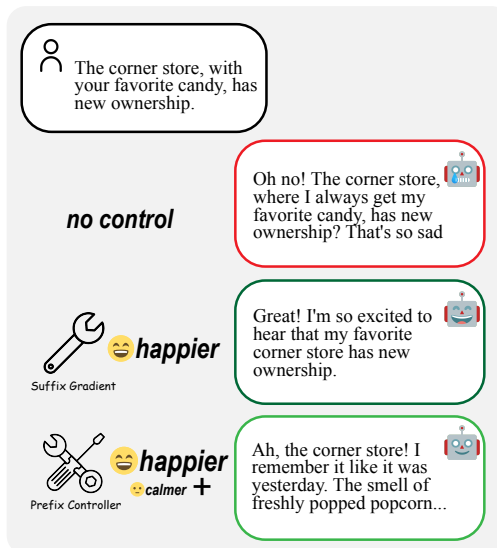 The corner store, with
your favorite candy, has
new ownership.
Oh no! The corner store,
where I always get my
favorite candy, has new
ownership? That's so sad
no control
Great! I'm so excited to
hear that my favorite
corner store has new
ownership.
happier
Suffix Gradient
Ah, the corner store! I
remember it like it was
yesterday. The smell of
freshly popped popcorn...
happier
calmer +
Prefix Controller